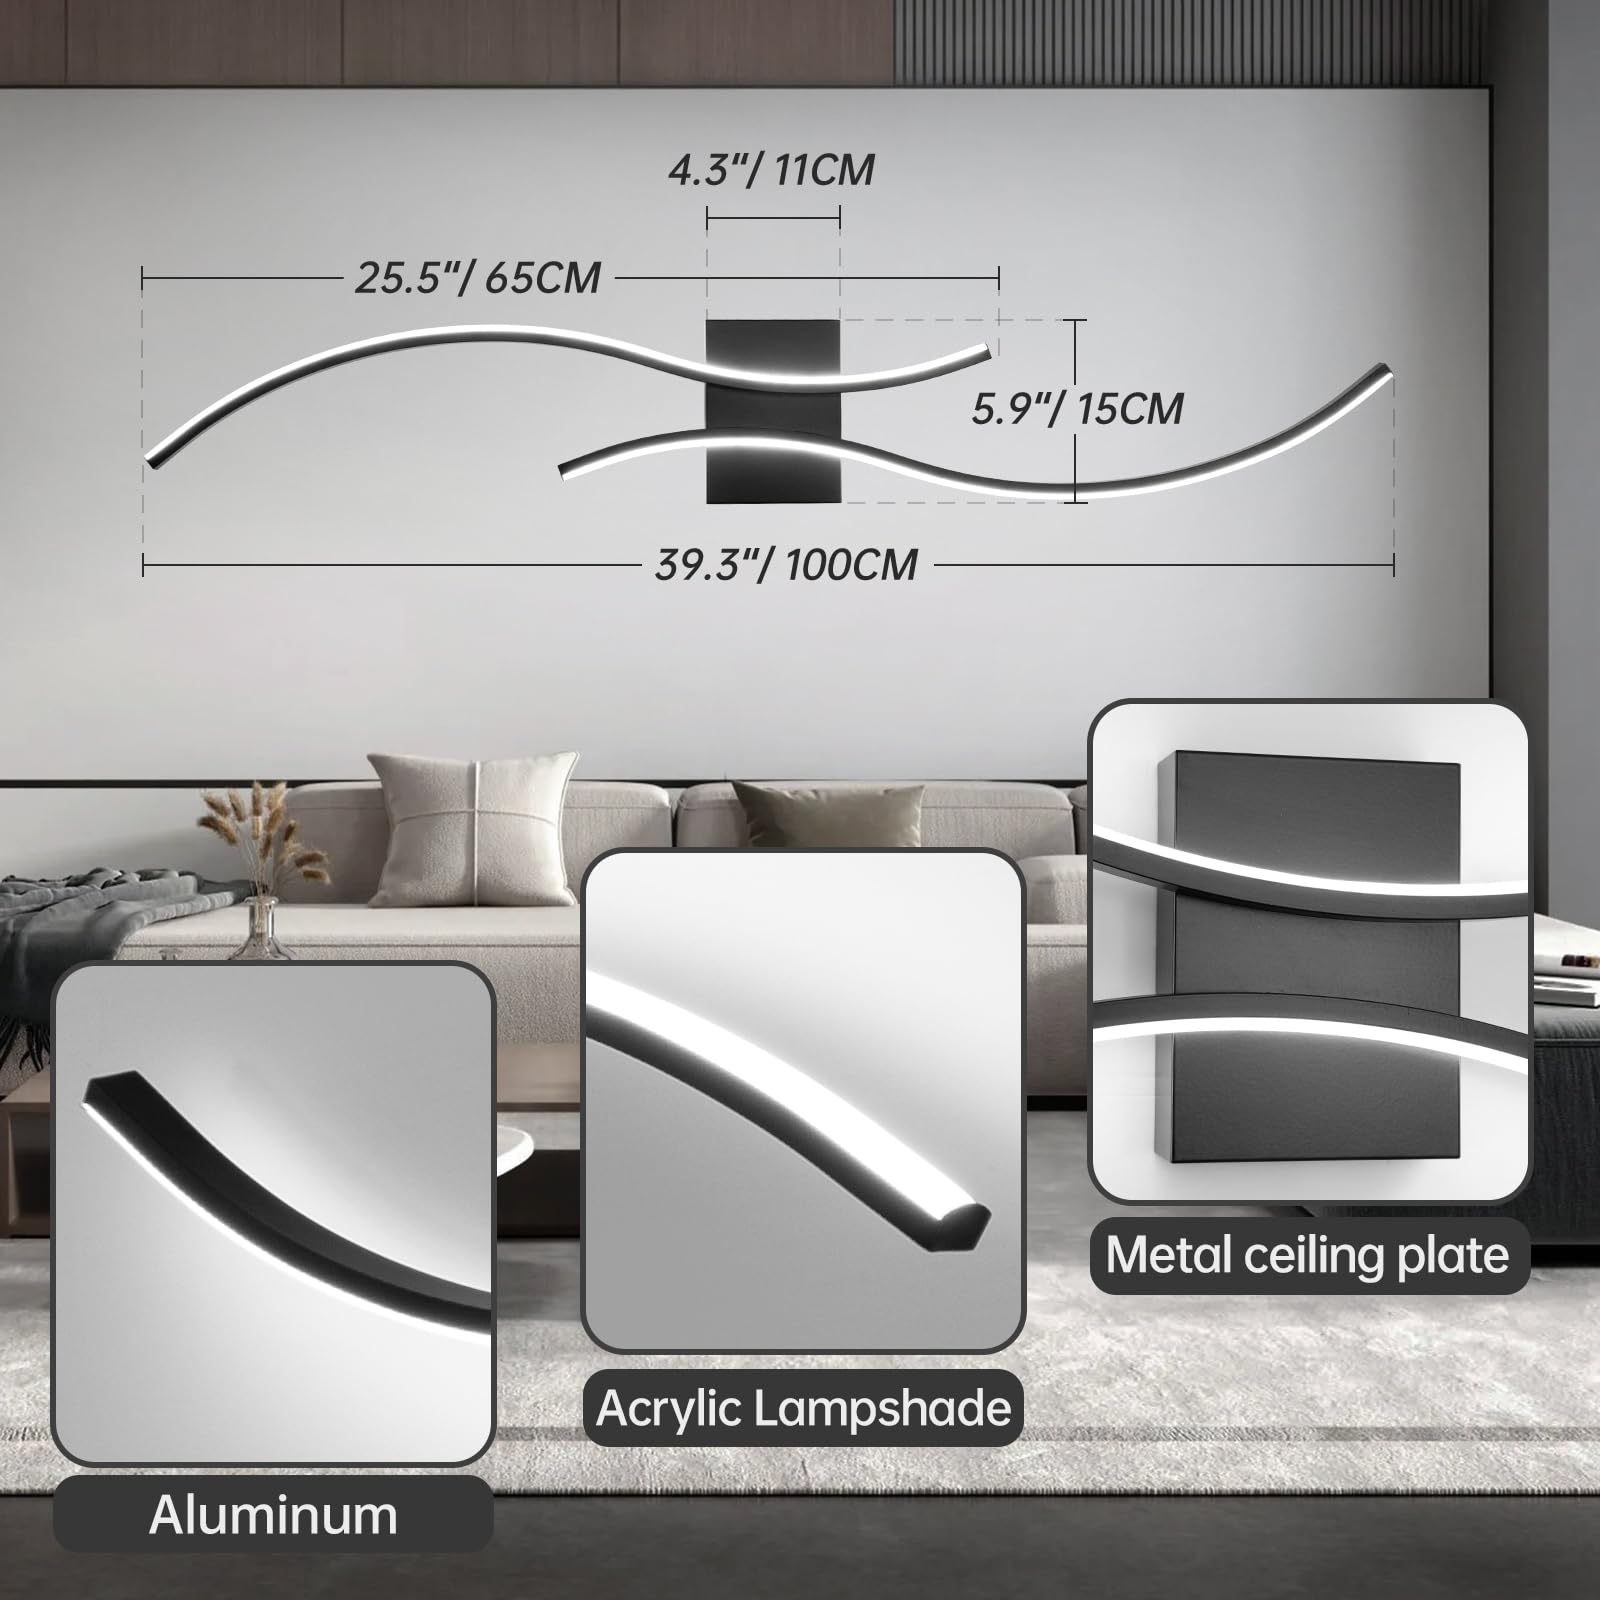 4.3"/ 11CM
25.5"/ 65CM
5.9"/ 15CM
39.3"/ 100CM
Metal ceiling plate
Acrylic Lampshade
Aluminum